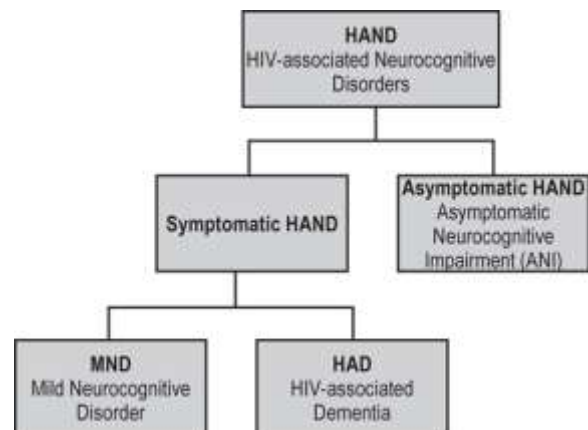 HAND
HIV-associated Neurocognitive
Disorders
Symptomatic HAND
Asymptomatic HAND
Asymptomatic
Neurocognitive
Impairment (ANI)
MND
Mild Neurocognitive
Disorder
HAD
HIV-associated
Dementia